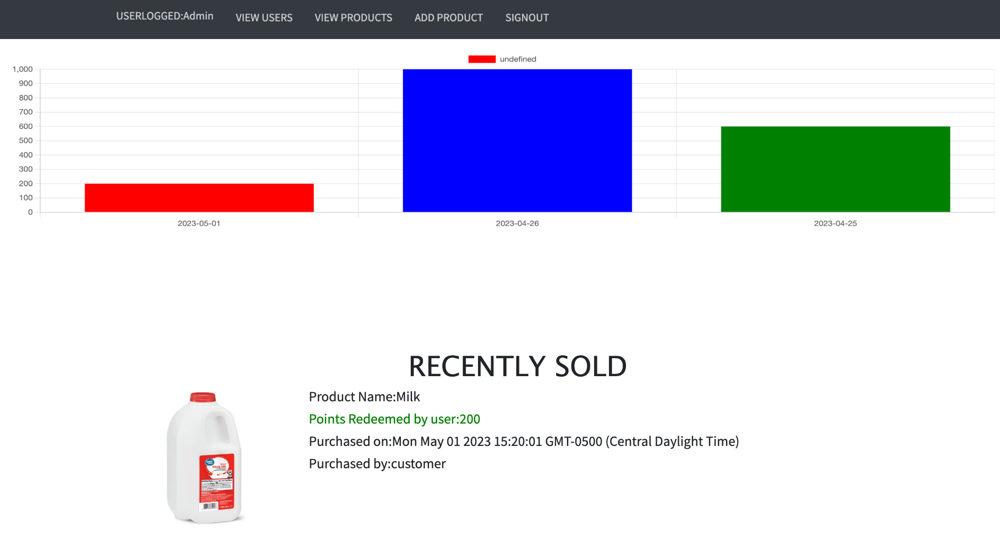 USERLOGGED:Admin VIEW USERS VIEW PRODUCTS ADD PRODUCT SIGNOUT
undefined
1,000
900
800
700
600
500
400
300
200
100
0
2023-05-01 2023-04-26 2023-04-25
RECENTLY SOLD
Product Name:Milk
Points Redeemed by user:200
Purchased on:Mon May 01 2023 15:20:01 GMT-0500 (Central Daylight Time)
Purchased by:customer
Great Value
Whole Milk